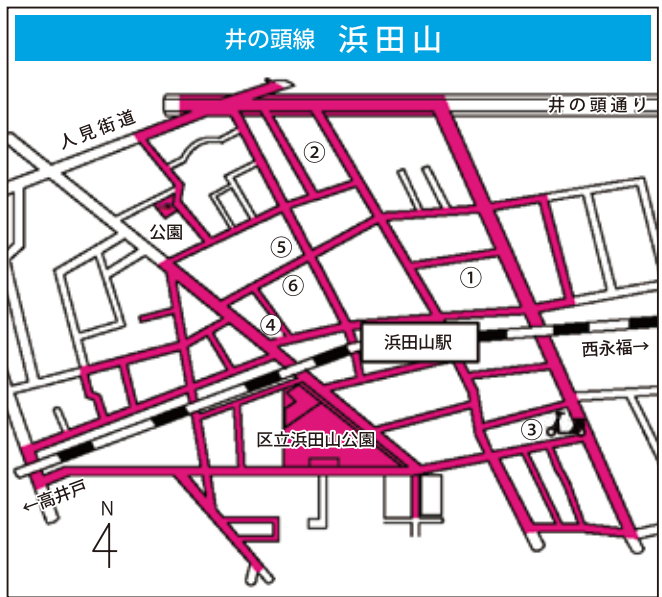 井の頭線 浜田山
井の頭通り
人見街道
②
公園
⑤
⑥
①
④
浜田山駅
西永福→
区立浜田山公園
③
←高井戸
N